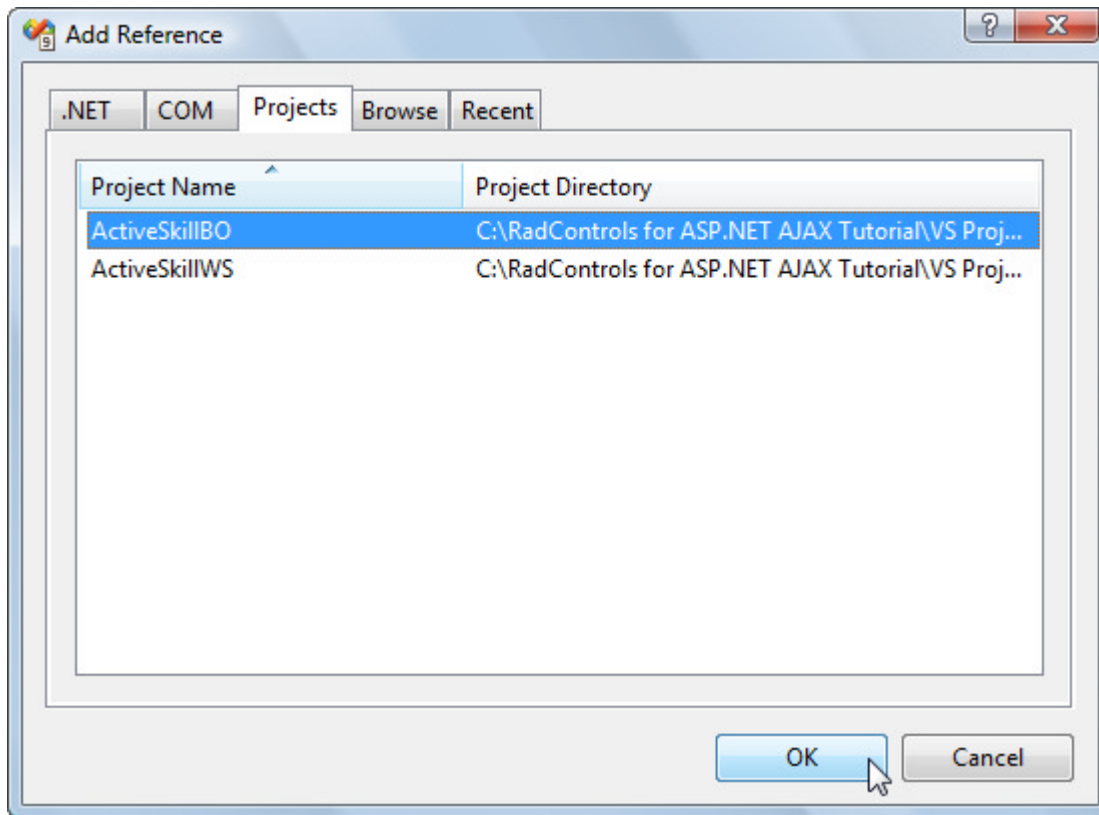 Add Reference
.NET COM Projects Browse Recent
Project Name Project Directory
ActiveSkillBO C:\RadControls for ASP.NET AJAX Tutorial\VS Proj...
ActiveSkillWS C:\RadControls for ASP.NET AJAX Tutorial\VS Proj...
OK Cancel